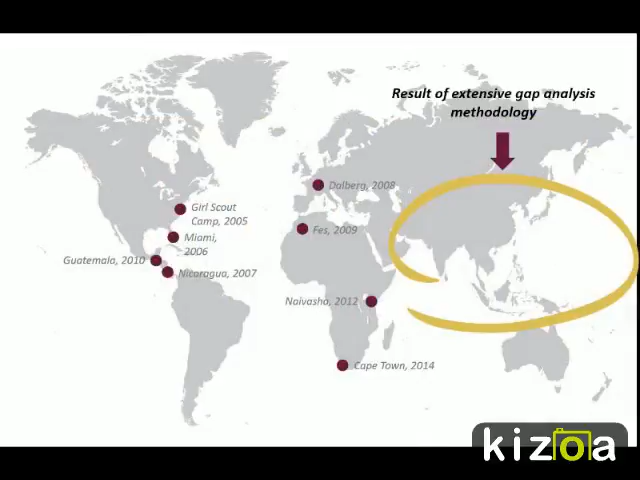 Result of extensive gap analysis
methodology
Dalberg, 2008
Girl Scout
Camp, 2005
Fes, 2009
Miami,
2006
Guatemala, 2010
Nicaragua, 2007
Naivasha, 2012
Cape Town, 2014
kizoa